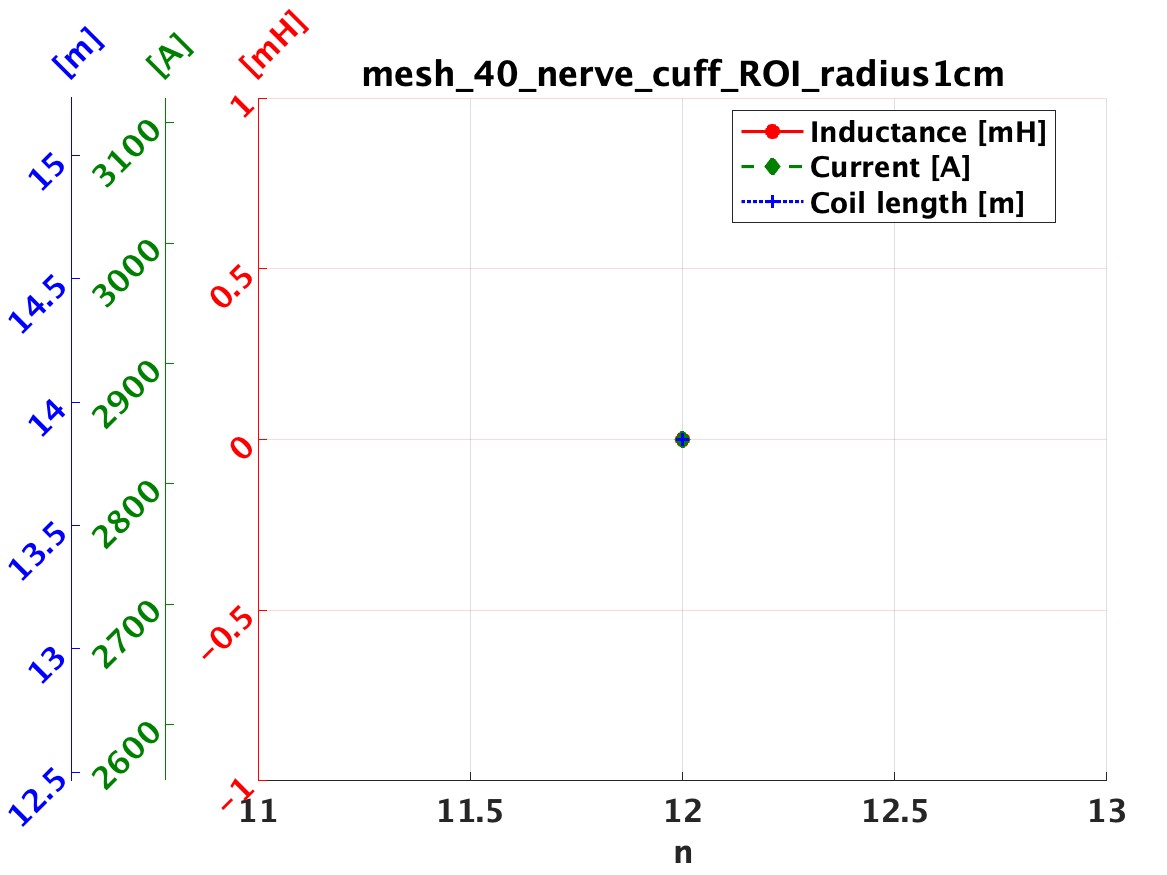 mesh_40_nerve_cuff_ROI_radius1cm
[m]
[A]
[mH]
Inductance [mH]
Current [A]
Coil length [m]
15
14.5
14
13.5
13
12.5
3100
3000
2900
2800
2700
2600
1
0.5
0
−0.5
−1
11
11.5
12
12.5
13
n